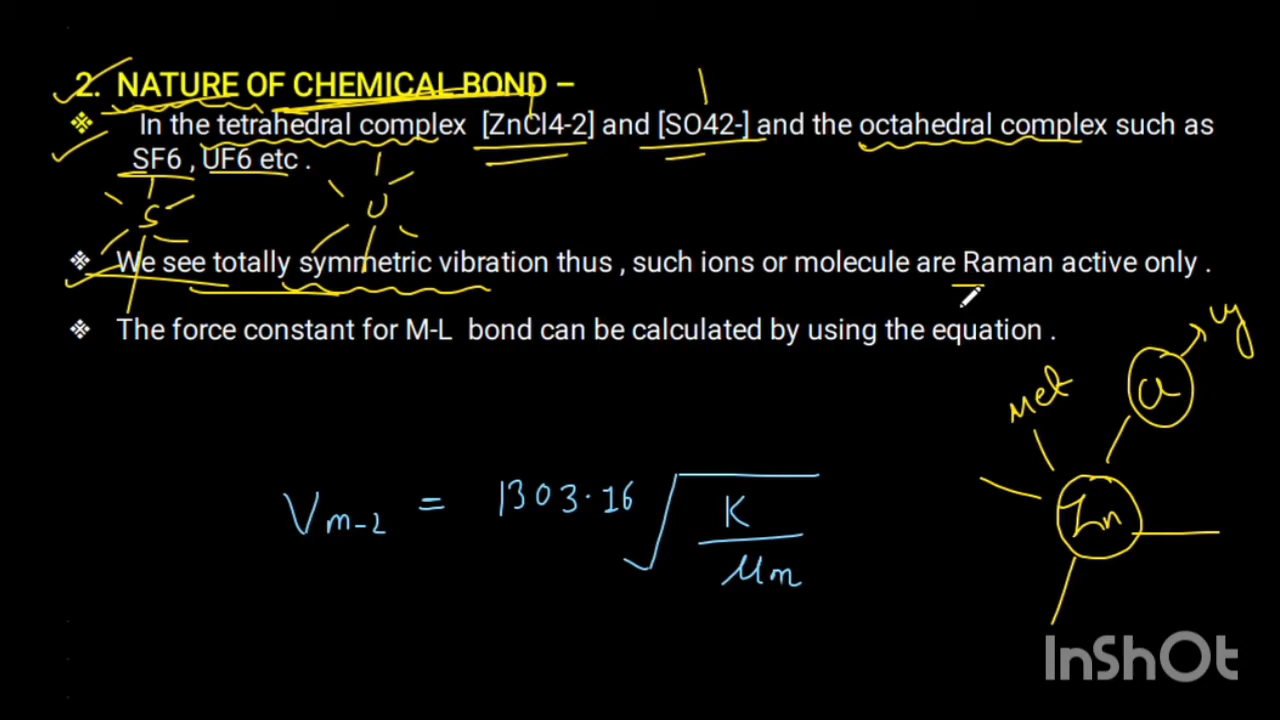 2. NATURE OF CHEMICAL BOND –
❖ In the tetrahedral complex [ZnCl4-2] and [SO42-] and the octahedral complex such as
SF6 , UF6 etc .
S U
❖ We see totally symmetric vibration thus , such ions or molecule are Raman active only .
❖ The force constant for M-L bond can be calculated by using the equation .
Met Cl
Vm-L = 1303.16 √K/μm
Zn
InShOt